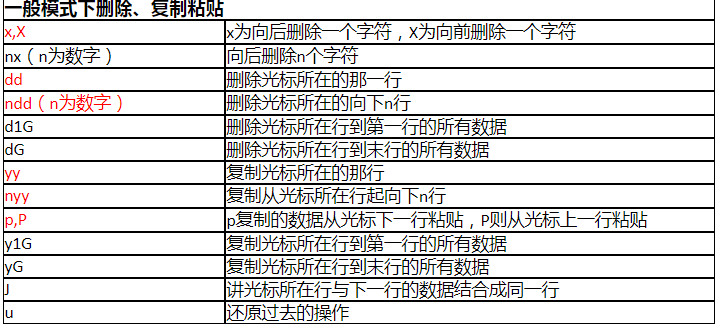 一般模式下删除、复制粘贴
x,X x为向后删除一个字符，X为向前删除一个字符
nx（n为数字） 向后删除n个字符
dd 删除光标所在的那一行
ndd（n为数字） 删除光标所在的向下n行
d1G 删除光标所在行到第一行的所有数据
dG 删除光标所在行到末行的所有数据
yy 复制光标所在的那行
nyy 复制从光标所在行起向下n行
p,P p复制的数据从光标下一行粘贴，P则从光标上一行粘贴
y1G 复制光标所在行到第一行的所有数据
yG 复制光标所在行到末行的所有数据
J 讲光标所在行与下一行的数据结合成同一行
u 还原过去的操作